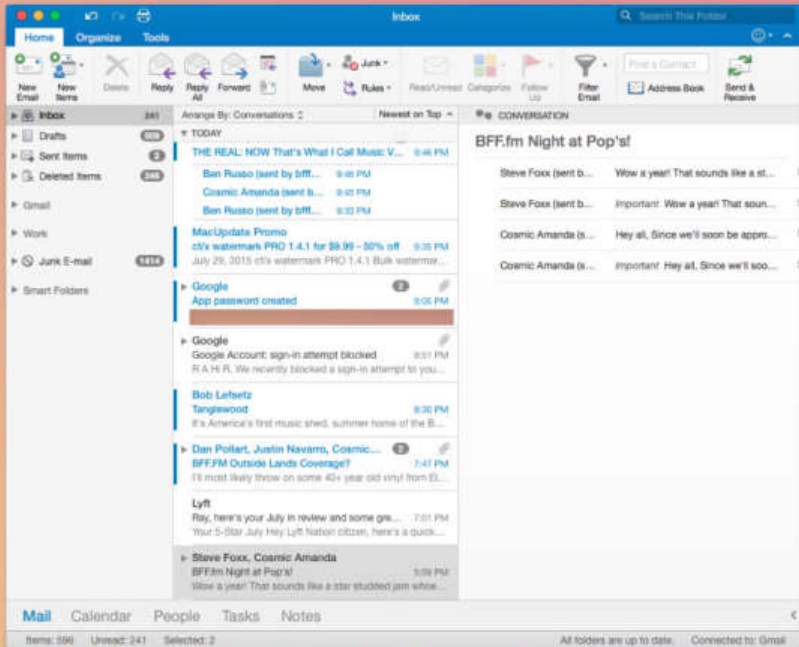 Inbox
Search This Folder
Home Organize Tools
New Email
New Items
Delete
Reply
Reply All
Forward
Move
Junk
Rules
Read/Unread
Categorize
Follow Up
Filter Email
Find a Contact
Address Book
Send & Receive
Inbox 241
Drafts
Sent Items
Deleted Items
Gmail
Work
Junk E-mail 1414
Smart Folders
Arrange By: Conversations Newest on Top
TODAY
THE REAL: NOW That's What I Call Music V... 9:46 PM
Ben Russo (sent by bfff... 9:46 PM
Cosmic Amanda (sent b... 9:45 PM
Ben Russo (sent by bfff... 9:33 PM
MacUpdate Promo
cf/x watermark PRO 1.4.1 for $9.99 - 50% off 9:35 PM
July 29, 2015 cf/x watermark PRO 1.4.1 Bulk watermar...
Google 2
App password created 9:06 PM
Google
Google Account: sign-in attempt blocked 8:51 PM
R A Hi R, We recently blocked a sign-in attempt to you...
Bob Lefsetz
Tanglewood 8:30 PM
It's America's first music shed, summer home of the B...
Dan Pollart, Justin Navarro, Cosmic... 2
BFF.FM Outside Lands Coverage? 7:47 PM
I'll most likely throw on some 40+ year old vinyl from El...
Lyft
Ray, here's your July in review and some gre... 7:01 PM
Your 5-Star July Hey Lyft Nation citizen, here's a quick...
Steve Foxx, Cosmic Amanda
BFF.fm Night at Pop's! 5:09 PM
Wow a year! That sounds like a star studded jam whoe...
CONVERSATION
BFF.fm Night at Pop's!
Steve Foxx (sent b... Wow a year! That sounds like a st...
Steve Foxx (sent b... Important Wow a year! That soun...
Cosmic Amanda (s... Hey all, Since we'll soon be appro...
Cosmic Amanda (s... Important Hey all, Since we'll soo...
Mail Calendar People Tasks Notes
Items: 596 Unread: 241 Selected: 2
All folders are up to date. Connected to: Gmail